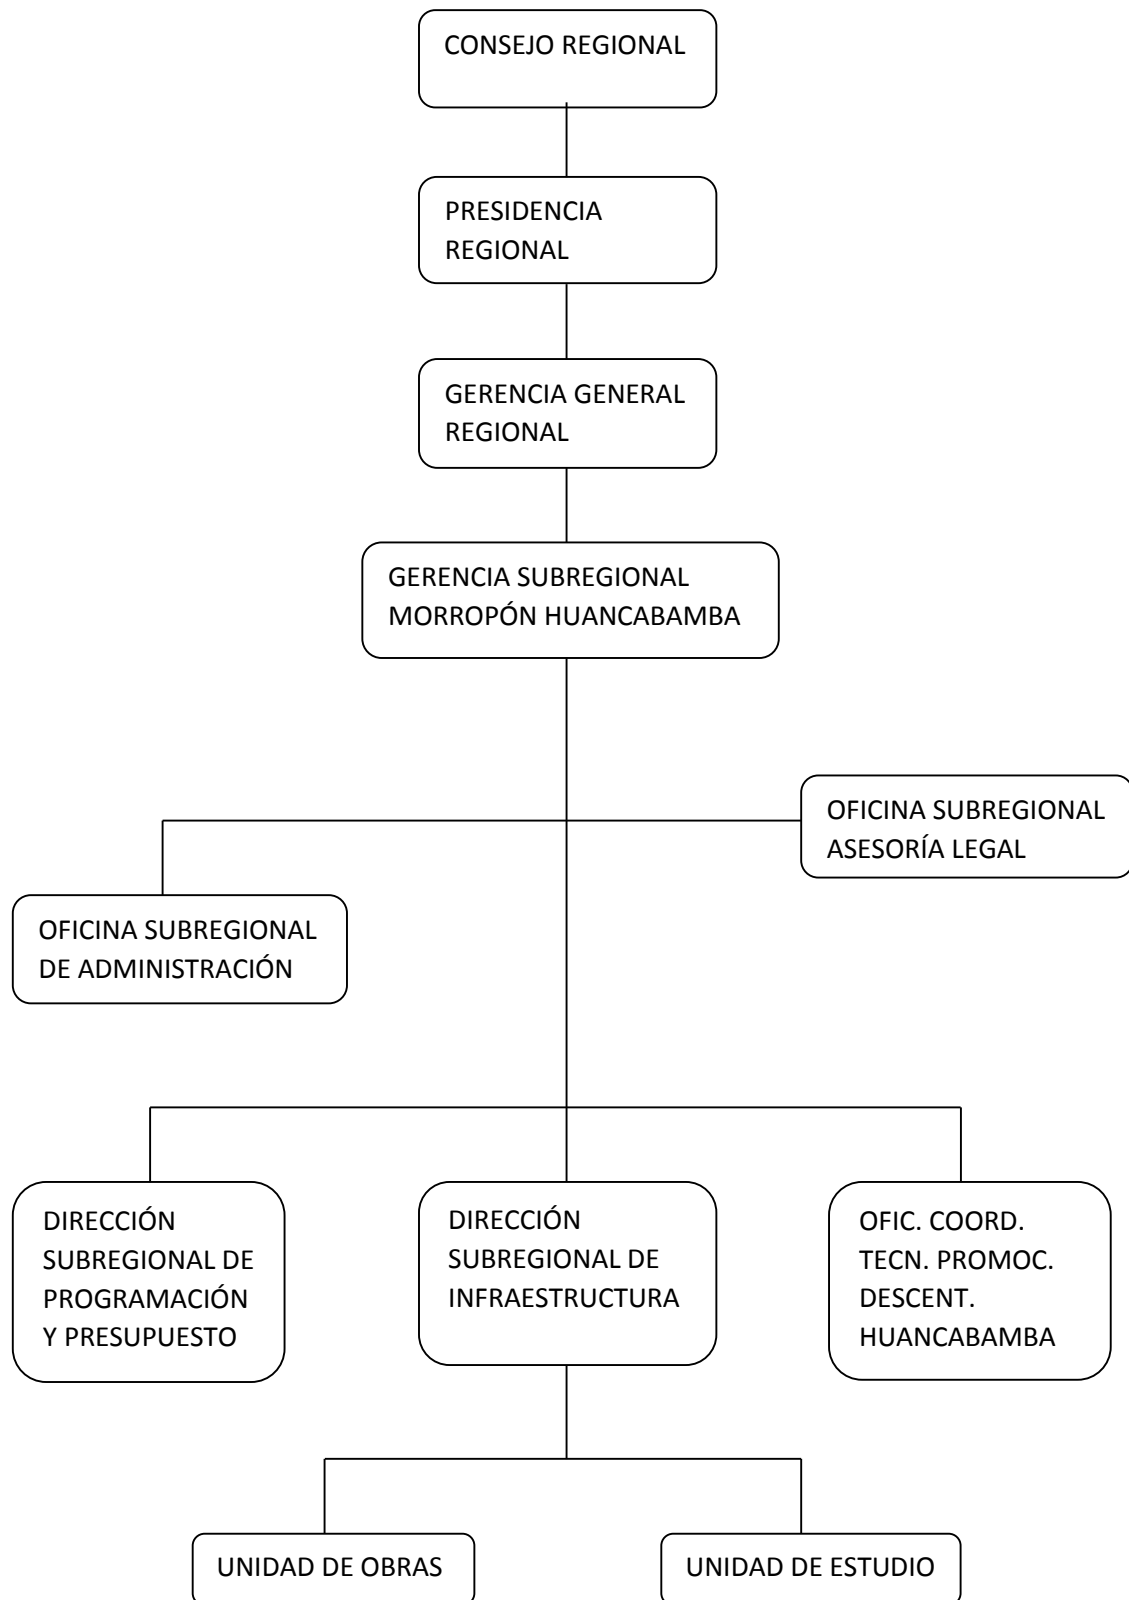 CONSEJO REGIONAL
PRESIDENCIA
REGIONAL
GERENCIA GENERAL
REGIONAL
GERENCIA SUBREGIONAL
MORROPÓN HUANCABAMBA
OFICINA SUBREGIONAL
ASESORÍA LEGAL
OFICINA SUBREGIONAL
DE ADMINISTRACIÓN
DIRECCIÓN
SUBREGIONAL DE
PROGRAMACIÓN
Y PRESUPUESTO
DIRECCIÓN
SUBREGIONAL DE
INFRAESTRUCTURA
OFIC. COORD.
TECN. PROMOC.
DESCENT.
HUANCABAMBA
UNIDAD DE OBRAS
UNIDAD DE ESTUDIO